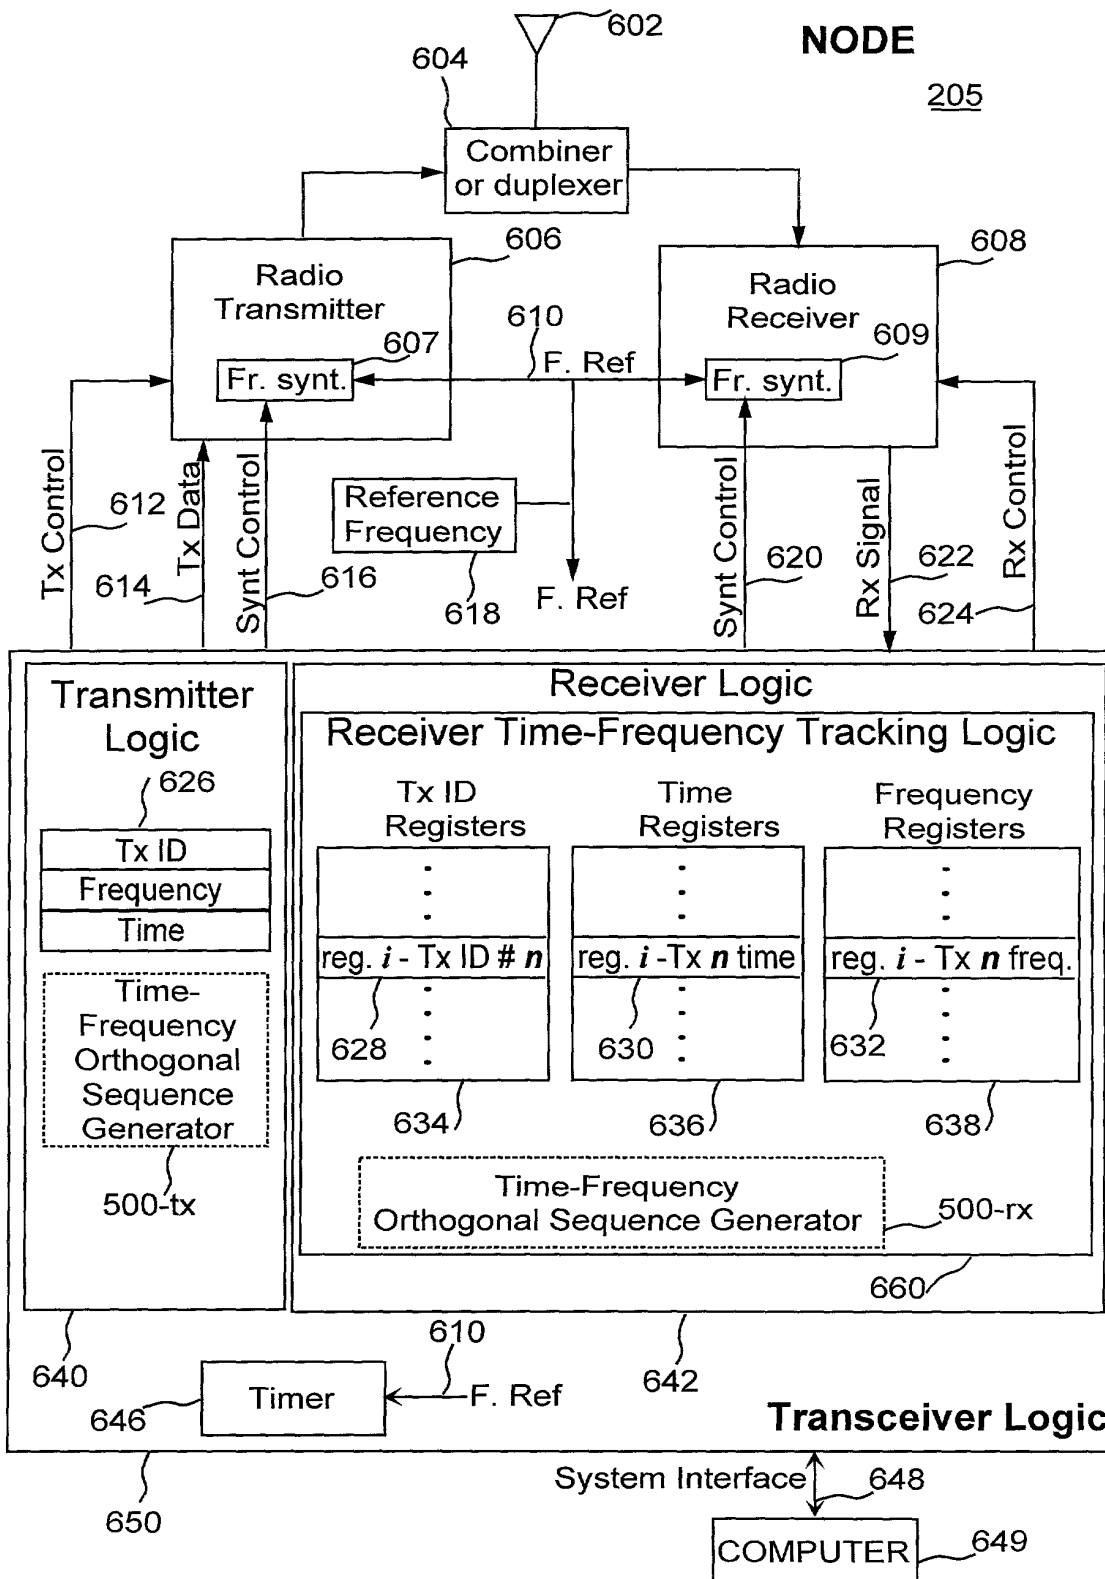 602
NODE
604
205
Combiner
or duplexer
606
608
Radio
Transmitter
Radio
Receiver
610
607
609
F. Ref
Fr. synt.
Fr. synt.
Tx Control
612
Tx Data
614
Synt Control
616
Reference
Frequency
618
F. Ref
Synt Control
620
Rx Signal
622
Rx Control
624
Transmitter
Logic
626
Tx ID
Frequency
Time
Time-
Frequency
Orthogonal
Sequence
Generator
500-tx
Receiver Logic
Receiver Time-Frequency Tracking Logic
Tx ID
Registers
Time
Registers
Frequency
Registers
reg. i - Tx ID # n
reg. i -Tx n time
reg. i - Tx n freq.
628
630
632
634
636
638
Time-Frequency
Orthogonal Sequence Generator
500-rx
660
640
642
610
646
Timer
F. Ref
Transceiver Logic
650
System Interface
648
COMPUTER
649